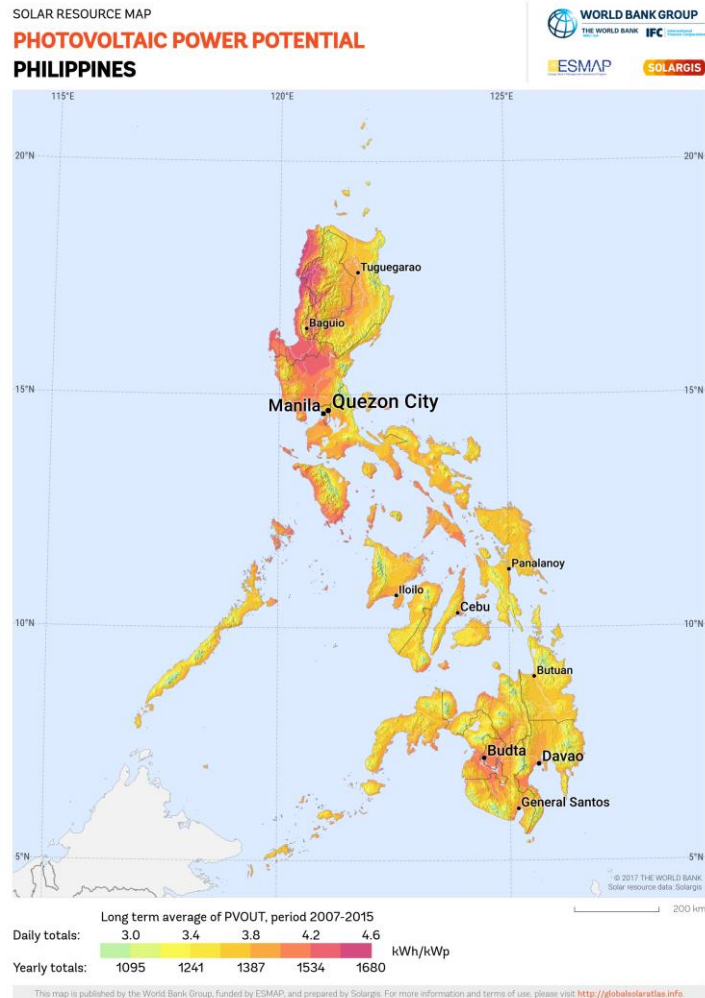 SOLAR RESOURCE MAP
PHOTOVOLTAIC POWER POTENTIAL
PHILIPPINES
WORLD BANK GROUP
THE WORLD BANK IFC International Finance Corporation
ESMAP
SOLARGIS
115°E 120°E 125°E
20°N 20°N
Tuguegarao
Baguio
15°N 15°N
Manila Quezon City
Panalanoy
Iloilo
Cebu
10°N 10°N
Butuan
Budta Davao
General Santos
5°N 5°N
© 2017 THE WORLD BANK
Solar resource data: Solargis
200 km
Long term average of PVOUT, period 2007-2015
Daily totals: 3.0 3.4 3.8 4.2 4.6
kWh/kWp
Yearly totals: 1095 1241 1387 1534 1680
This map is published by the World Bank Group, funded by ESMAP, and prepared by Solargis. For more information and terms of use, please visit http://globalsolaratlas.info.